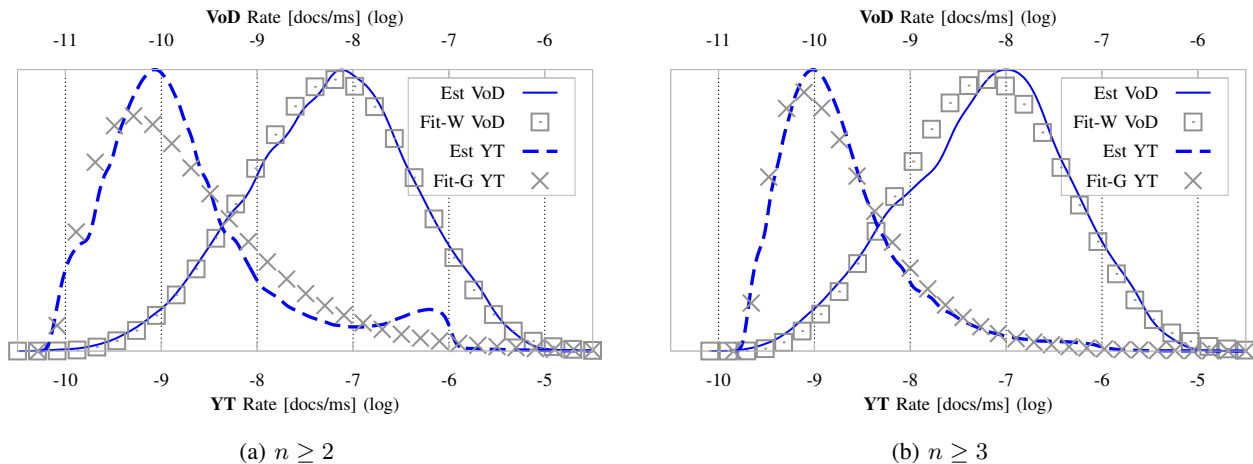 VoD Rate [docs/ms] (log)
-11 -10 -9 -8 -7 -6
Est VoD
Fit-W VoD
Est YT
Fit-G YT
-10 -9 -8 -7 -6 -5
YT Rate [docs/ms] (log)
(a) n ≥ 2
VoD Rate [docs/ms] (log)
-11 -10 -9 -8 -7 -6
Est VoD
Fit-W VoD
Est YT
Fit-G YT
-10 -9 -8 -7 -6 -5
YT Rate [docs/ms] (log)
(b) n ≥ 3